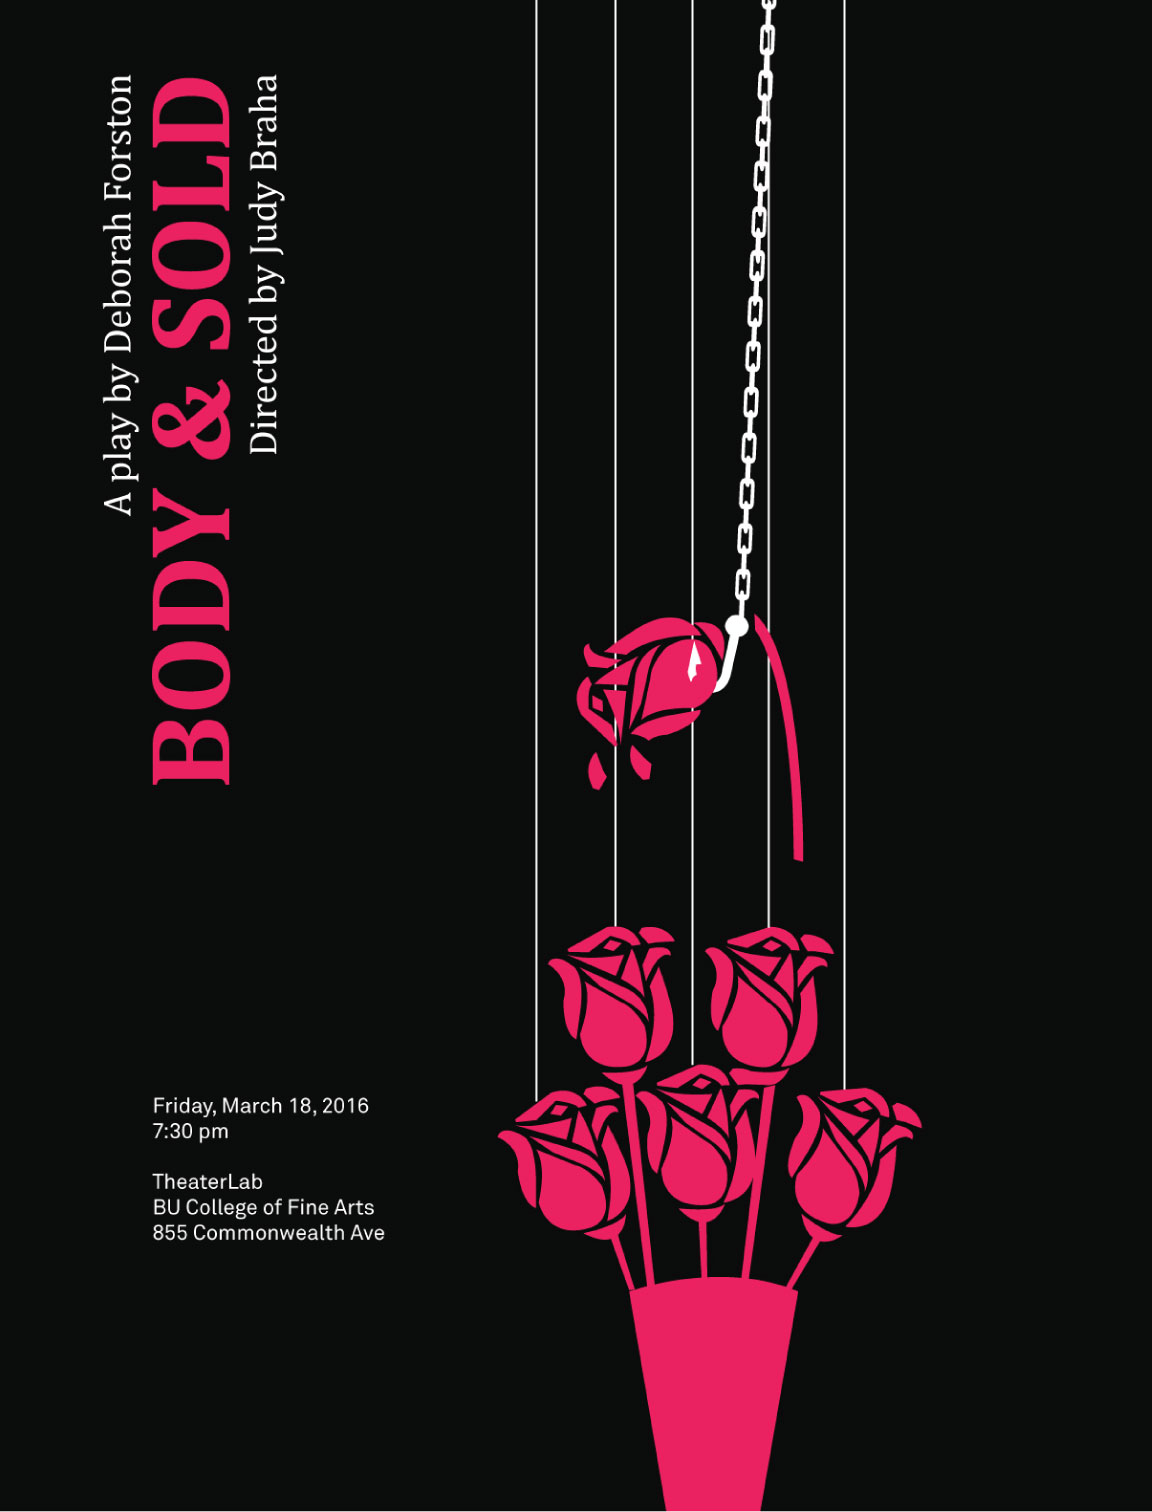 A play by Deborah Forston
BODY & SOLD
Directed by Judy Braha
Friday, March 18, 2016
7:30 pm
TheaterLab
BU College of Fine Arts
855 Commonwealth Ave